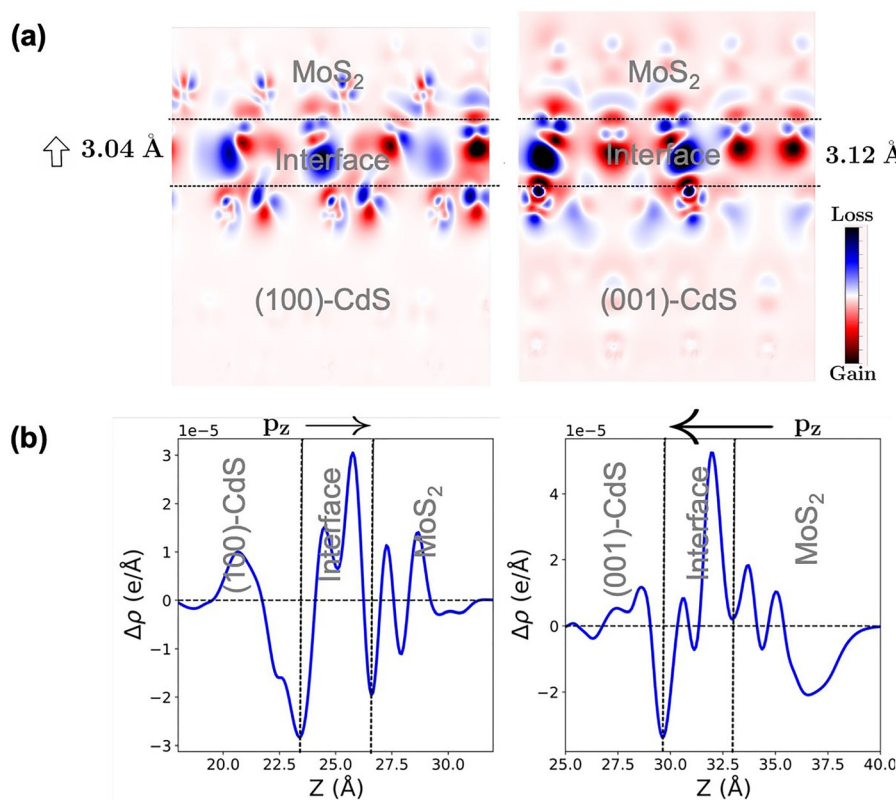 (a)
MoS₂
MoS₂
3.04 Å
Interface
Interface
3.12 Å
Loss
(100)-CdS
(001)-CdS
Gain
(b)
p_z
p_z
1e−5
1e−5
(100)-CdS
Interface
MoS₂
(001)-CdS
Interface
MoS₂
3
2
1
0
−1
−2
−3
Δρ (e/Å)
20.0 22.5 25.0 27.5 30.0
Z (Å)
4
2
0
−2
Δρ (e/Å)
25.0 27.5 30.0 32.5 35.0 37.5 40.0
Z (Å)